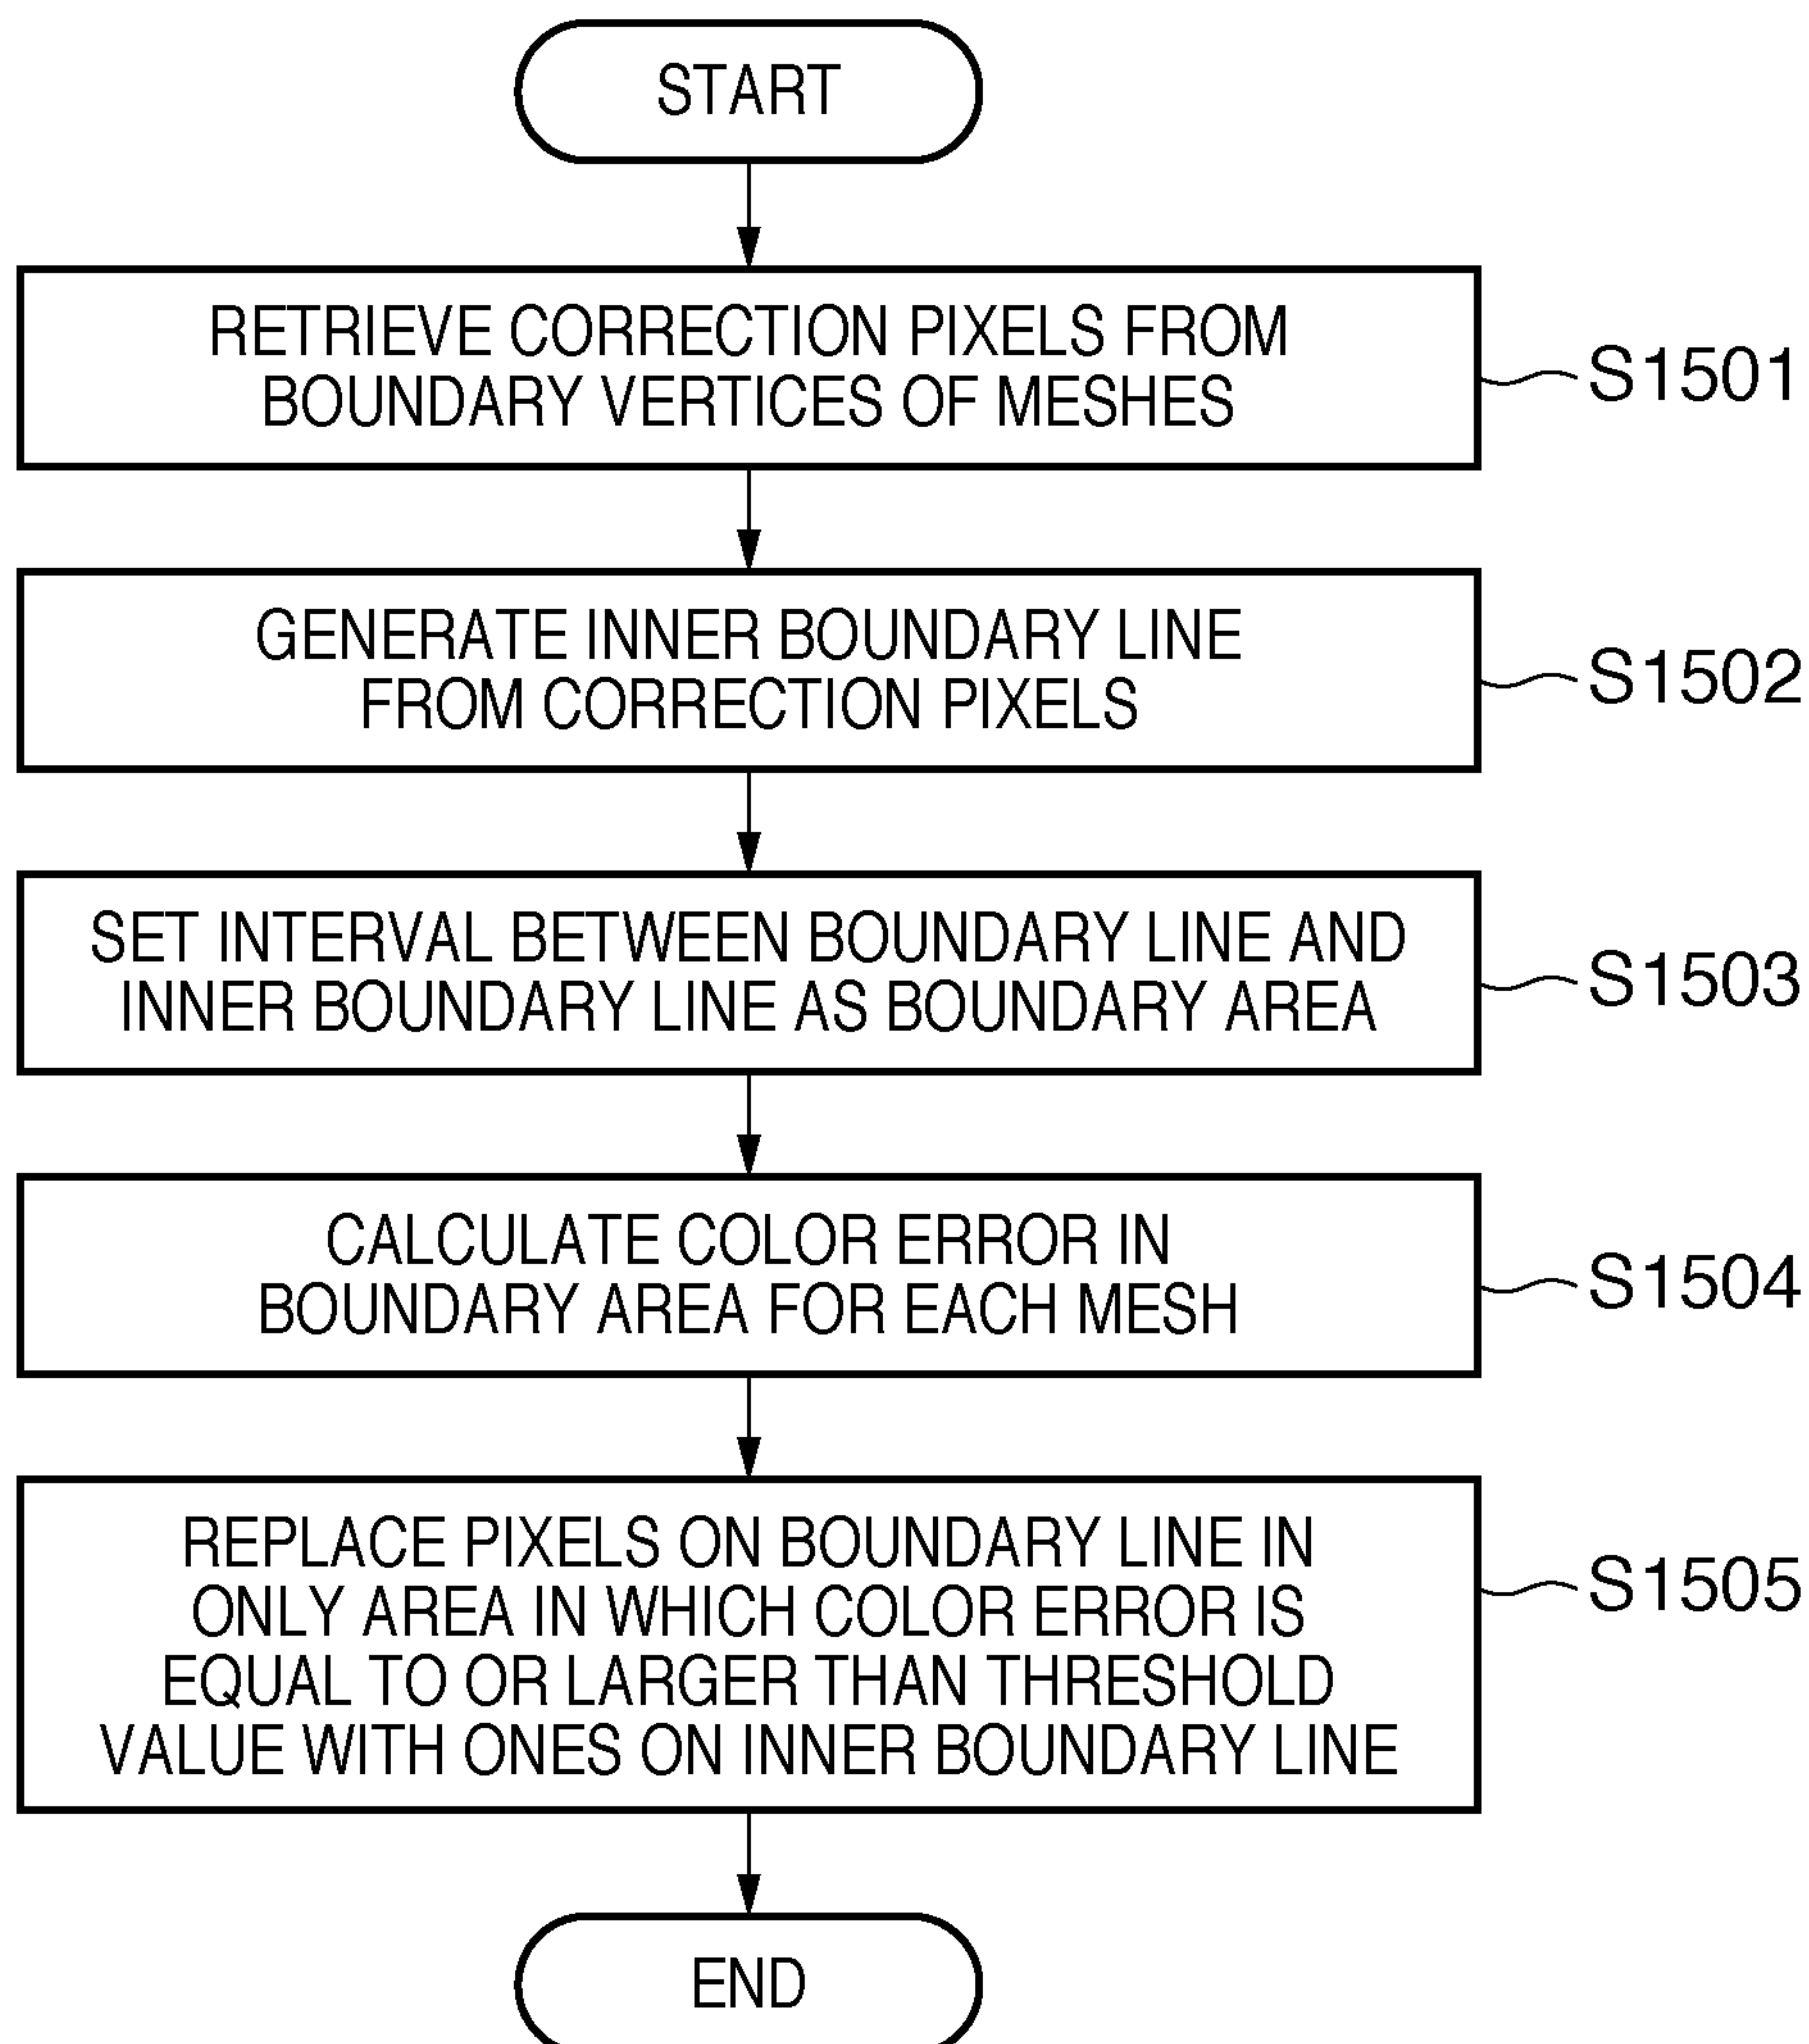 START
RETRIEVE CORRECTION PIXELS FROM
BOUNDARY VERTICES OF MESHES
S1501
GENERATE INNER BOUNDARY LINE
FROM CORRECTION PIXELS
S1502
SET INTERVAL BETWEEN BOUNDARY LINE AND
INNER BOUNDARY LINE AS BOUNDARY AREA
S1503
CALCULATE COLOR ERROR IN
BOUNDARY AREA FOR EACH MESH
S1504
REPLACE PIXELS ON BOUNDARY LINE IN
ONLY AREA IN WHICH COLOR ERROR IS
EQUAL TO OR LARGER THAN THRESHOLD
VALUE WITH ONES ON INNER BOUNDARY LINE
S1505
END